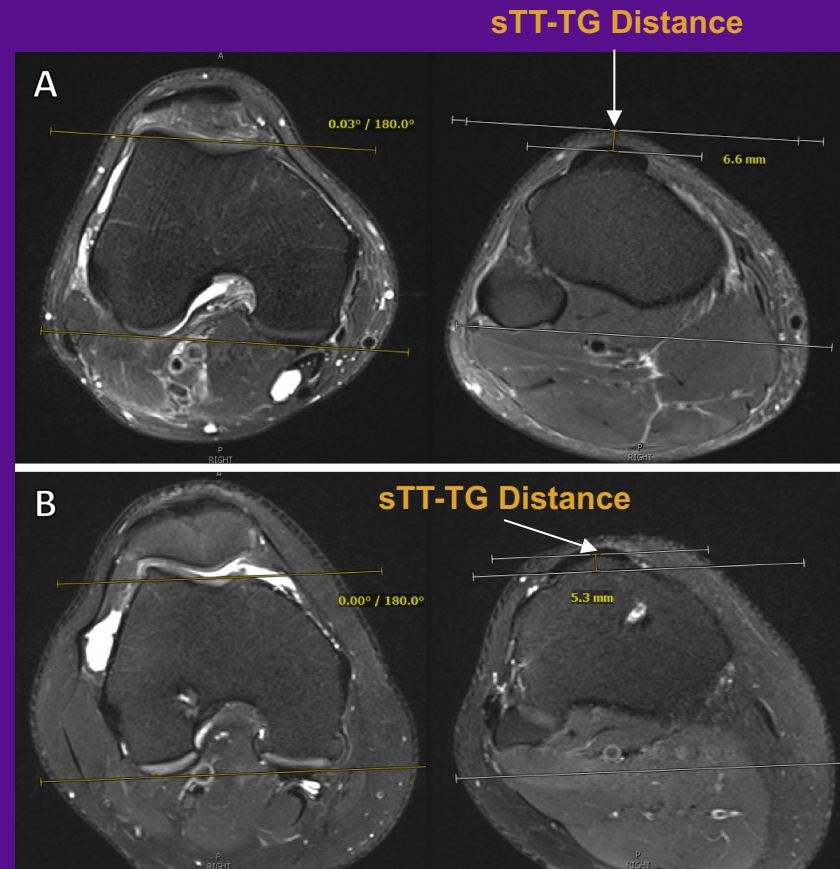 sTT-TG Distance
A
A
0.03° / 180.0°
6.6 mm
P
RIGHT
P
RIGHT
A
B
sTT-TG Distance
0.00° / 180.0°
5.3 mm
P
RIGHT
P
RIGHT